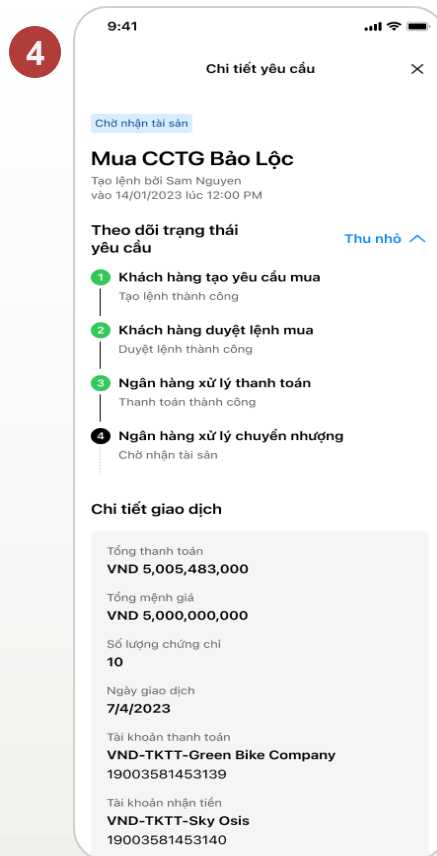 4
9:41
Chi tiết yêu cầu
Chờ nhận tài sản
Mua CCTG Bảo Lộc
Tạo lệnh bởi Sam Nguyen
vào 14/01/2023 lúc 12:00 PM
Theo dõi trạng thái
yêu cầu
Thu nhỏ
1 Khách hàng tạo yêu cầu mua
Tạo lệnh thành công
2 Khách hàng duyệt lệnh mua
Duyệt lệnh thành công
3 Ngân hàng xử lý thanh toán
Thanh toán thành công
4 Ngân hàng xử lý chuyển nhượng
Chờ nhận tài sản
Chi tiết giao dịch
Tổng thanh toán
VND 5,005,483,000
Tổng mệnh giá
VND 5,000,000,000
Số lượng chứng chỉ
10
Ngày giao dịch
7/4/2023
Tài khoản thanh toán
VND-TKTT-Green Bike Company
19003581453139
Tài khoản nhận tiền
VND-TKTT-Sky Osis
19003581453140